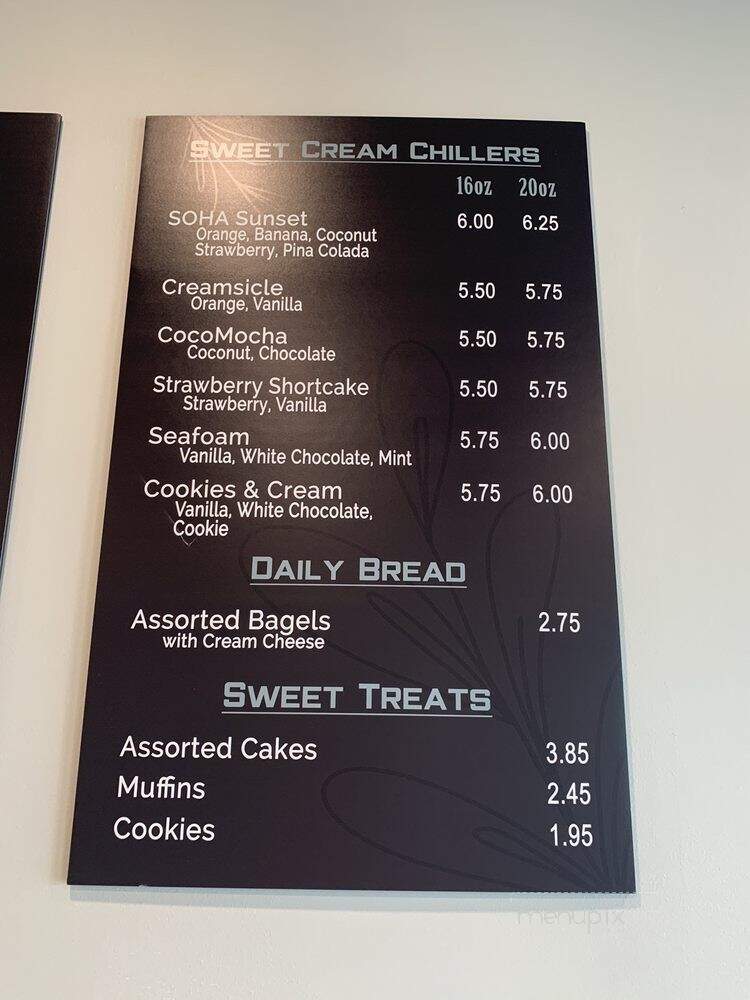 SWEET CREAM CHILLERS
16oz 20oz
SOHA Sunset 6.00 6.25
Orange, Banana, Coconut
Strawberry, Pina Colada
Creamsicle 5.50 5.75
Orange, Vanilla
CocoMocha 5.50 5.75
Coconut, Chocolate
Strawberry Shortcake 5.50 5.75
Strawberry, Vanilla
Seafoam 5.75 6.00
Vanilla, White Chocolate, Mint
Cookies & Cream 5.75 6.00
Vanilla, White Chocolate,
Cookie
DAILY BREAD
Assorted Bagels 2.75
with Cream Cheese
SWEET TREATS
Assorted Cakes 3.85
Muffins 2.45
Cookies 1.95
menupix